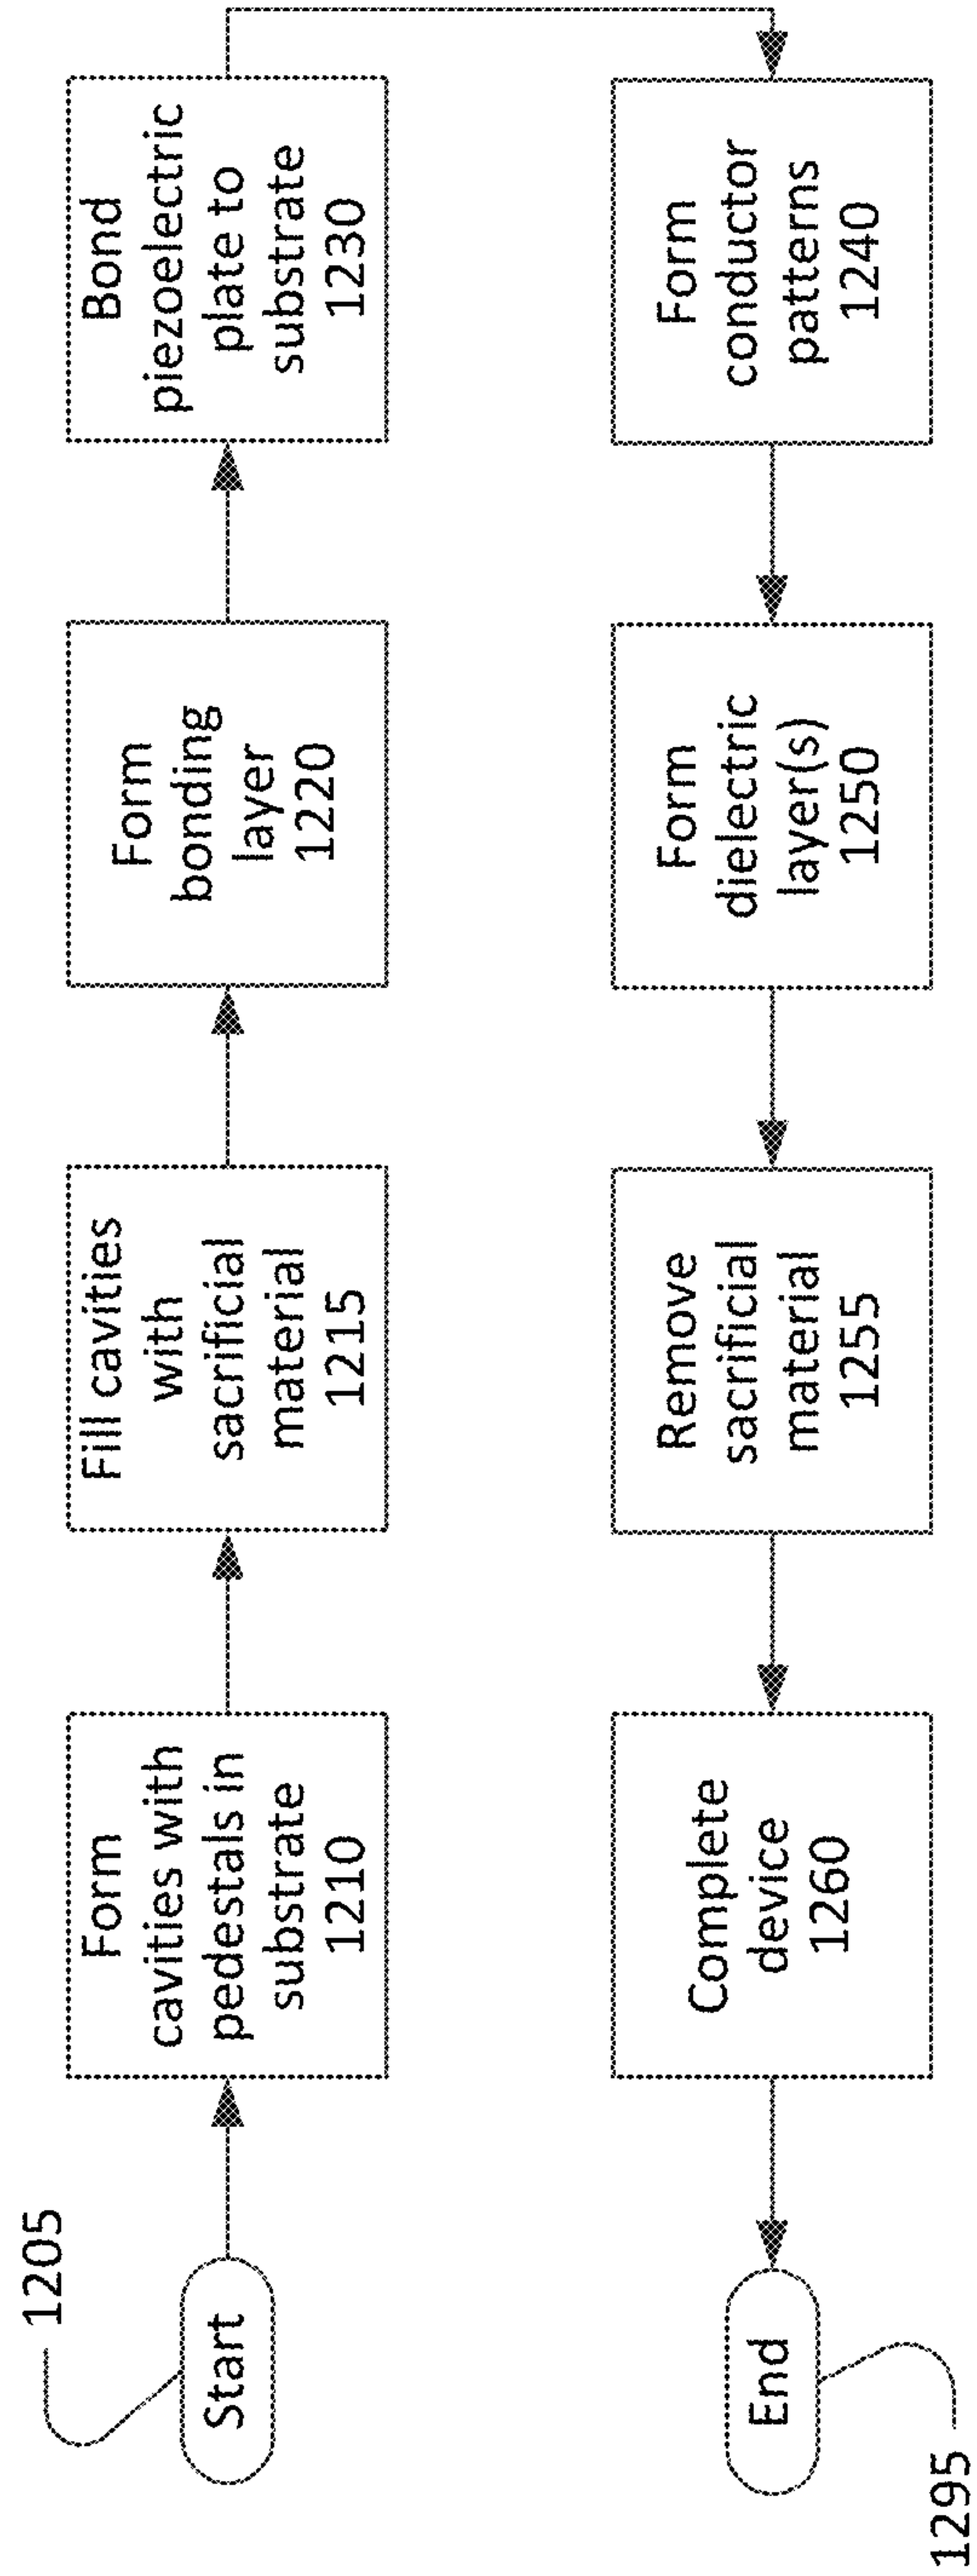 1205
Start
Form
cavities with
pedestals in
substrate
1210
Fill cavities
with
sacrificial
material
1215
Form
bonding
layer
1220
Bond
piezoelectric
plate to
substrate
1230
Form
conductor
patterns
1240
Form
dielectric
layer(s)
1250
Remove
sacrificial
material
1255
Complete
device
1260
End
1295